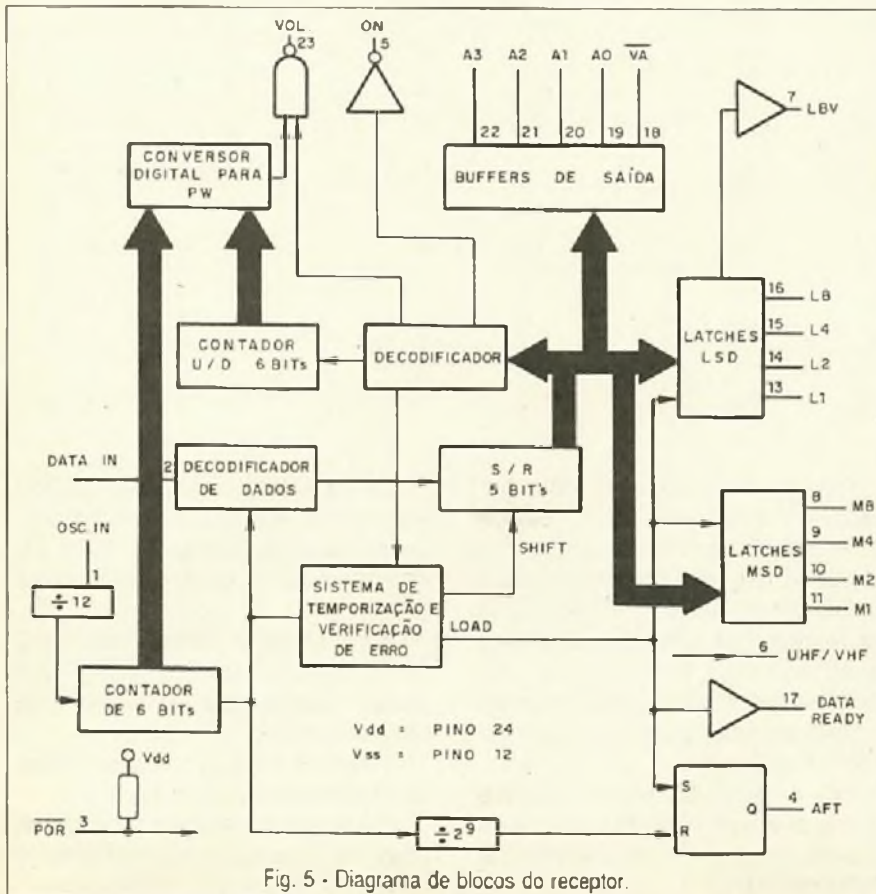 VOL
23
ON
5
A3 A2 A1 A0 VA
22 21 20 19 18
BUFFERS DE SAÍDA
7
LBV
CONVERSOR
DIGITAL PARA
PW
CONTADOR
U/D 6 BITs
DECODIFICADOR
LATCHES
LSD
16 L8
15 L4
14 L2
13 L1
DATA IN
2
DECODIFICADOR
DE DADOS
S/R
5 BIT's
SHIFT
OSC IN
1
÷12
SISTEMA DE
TEMPORIZAÇÃO E
VERIFICAÇÃO
DE ERRO
LOAD
LATCHES
MSD
8 M8
9 M4
10 M2
11 M1
6 UHF/VHF
CONTADOR
DE 6 BITs
17 DATA
READY
Vdd = PINO 24
Vss = PINO 12
Vdd
POR 3
÷2⁹
S
R
Q
4 AFT
Fig. 5 - Diagrama de blocos do receptor.